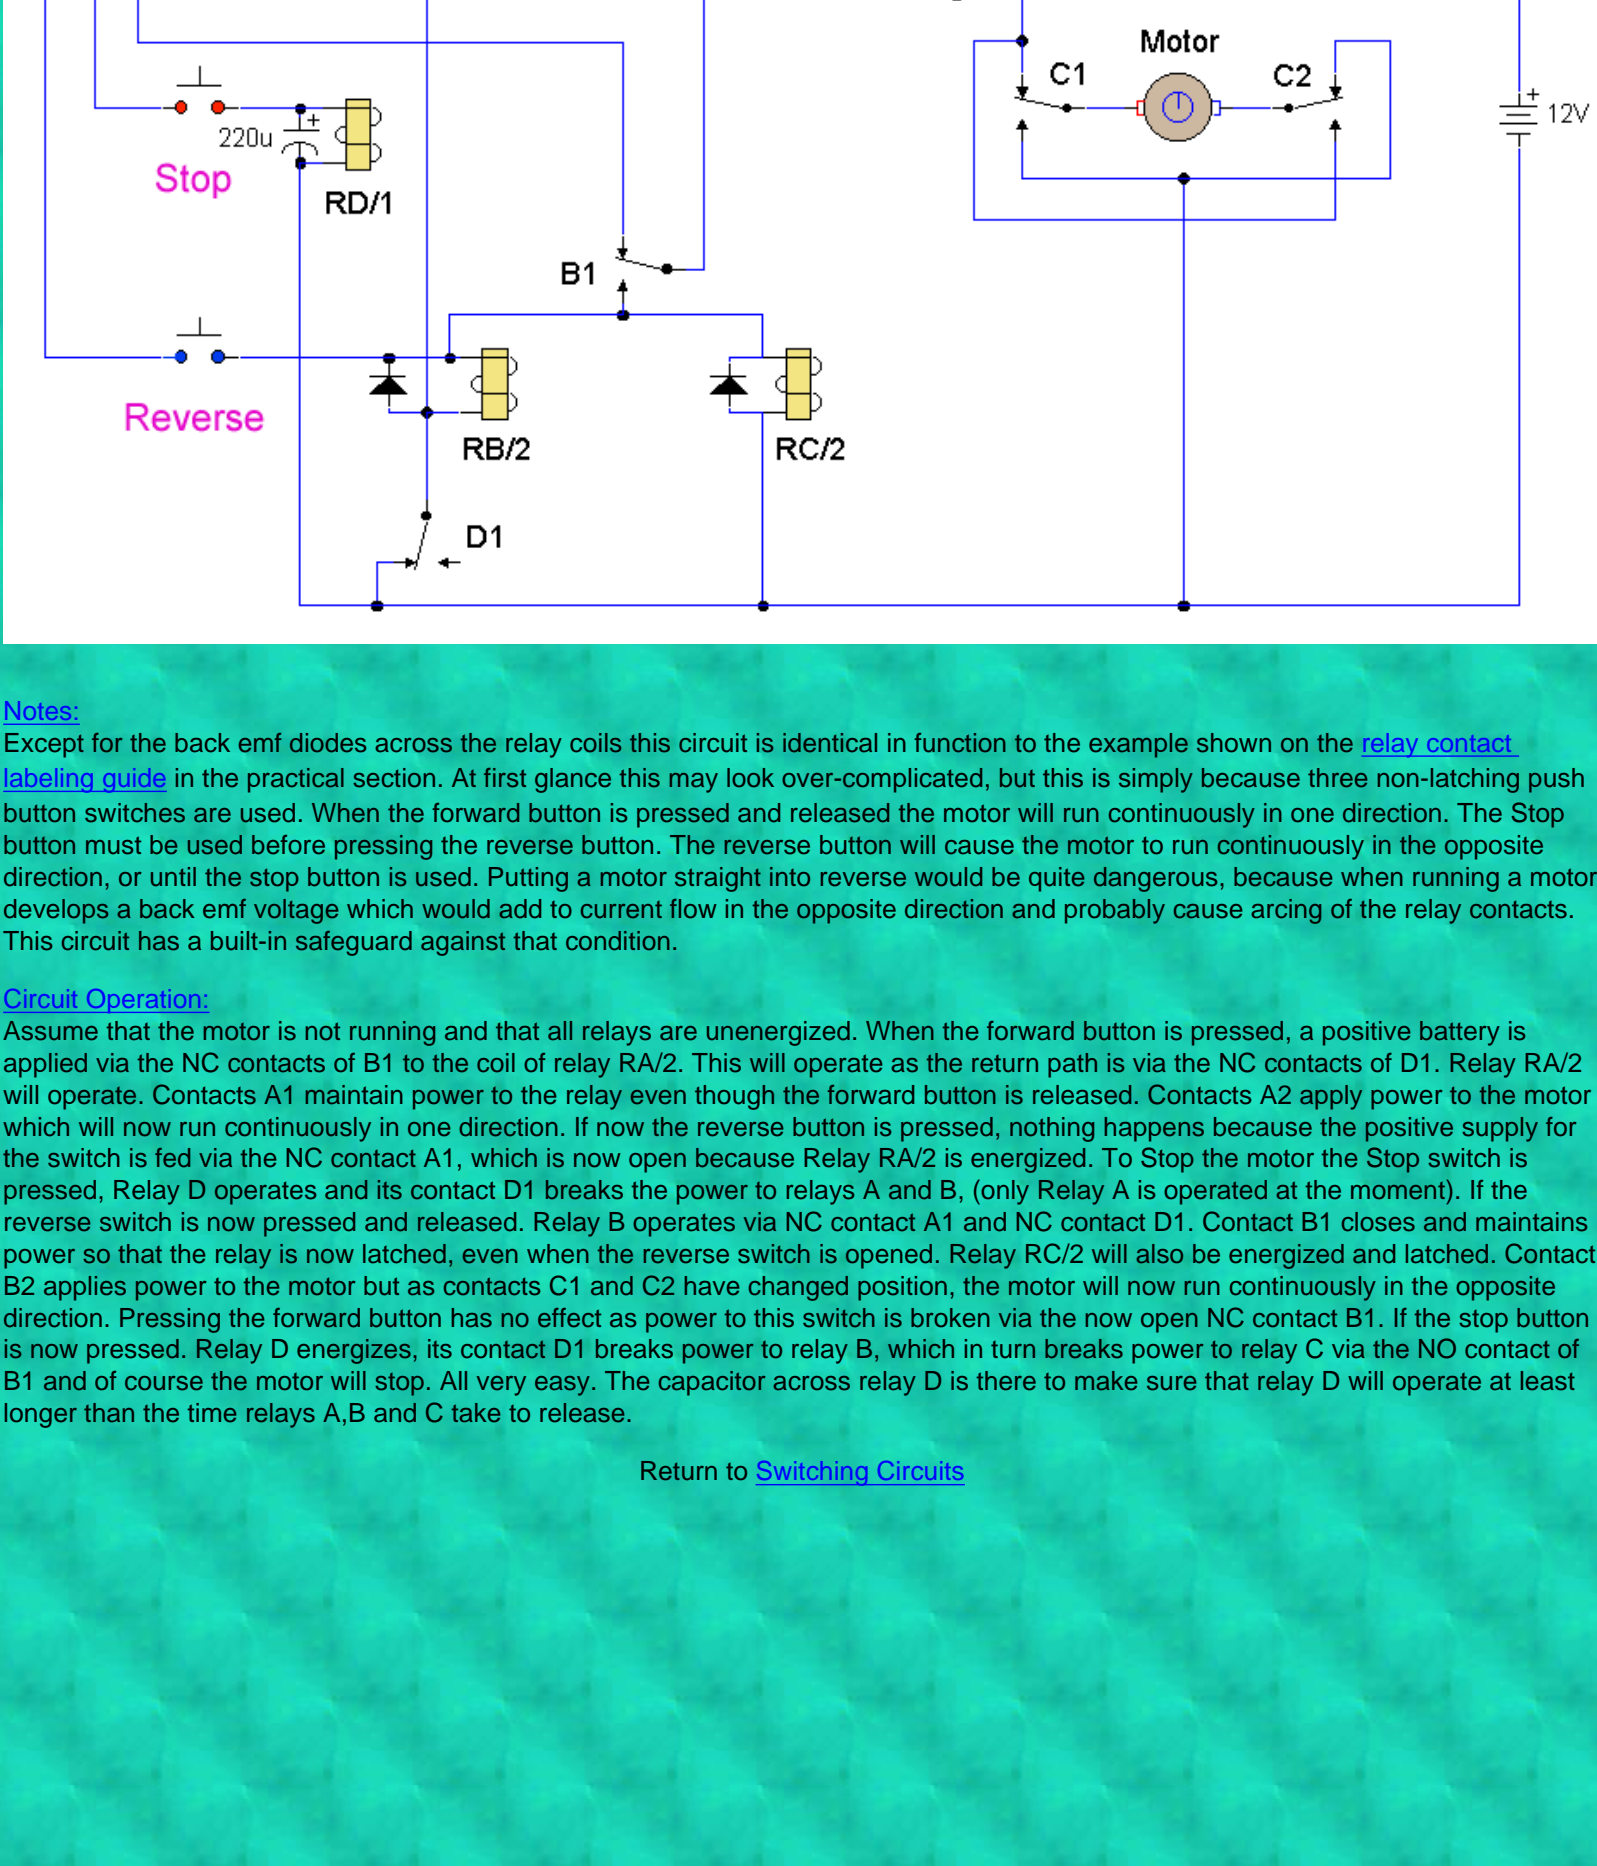 Motor
C1
C2
+
12V
220u
+
Stop
RD/1
B1
Reverse
RB/2
RC/2
D1
Notes:
Except for the back emf diodes across the relay coils this circuit is identical in function to the example shown on the relay contact
labeling guide in the practical section. At first glance this may look over-complicated, but this is simply because three non-latching push
button switches are used. When the forward button is pressed and released the motor will run continuously in one direction. The Stop
button must be used before pressing the reverse button. The reverse button will cause the motor to run continuously in the opposite
direction, or until the stop button is used. Putting a motor straight into reverse would be quite dangerous, because when running a motor
develops a back emf voltage which would add to current flow in the opposite direction and probably cause arcing of the relay contacts.
This circuit has a built-in safeguard against that condition.
Circuit Operation:
Assume that the motor is not running and that all relays are unenergized. When the forward button is pressed, a positive battery is
applied via the NC contacts of B1 to the coil of relay RA/2. This will operate as the return path is via the NC contacts of D1. Relay RA/2
will operate. Contacts A1 maintain power to the relay even though the forward button is released. Contacts A2 apply power to the motor
which will now run continuously in one direction. If now the reverse button is pressed, nothing happens because the positive supply for
the switch is fed via the NC contact A1, which is now open because Relay RA/2 is energized. To Stop the motor the Stop switch is
pressed, Relay D operates and its contact D1 breaks the power to relays A and B, (only Relay A is operated at the moment). If the
reverse switch is now pressed and released. Relay B operates via NC contact A1 and NC contact D1. Contact B1 closes and maintains
power so that the relay is now latched, even when the reverse switch is opened. Relay RC/2 will also be energized and latched. Contact
B2 applies power to the motor but as contacts C1 and C2 have changed position, the motor will now run continuously in the opposite
direction. Pressing the forward button has no effect as power to this switch is broken via the now open NC contact B1. If the stop button
is now pressed. Relay D energizes, its contact D1 breaks power to relay B, which in turn breaks power to relay C via the NO contact of
B1 and of course the motor will stop. All very easy. The capacitor across relay D is there to make sure that relay D will operate at least
longer than the time relays A,B and C take to release.
Return to Switching Circuits